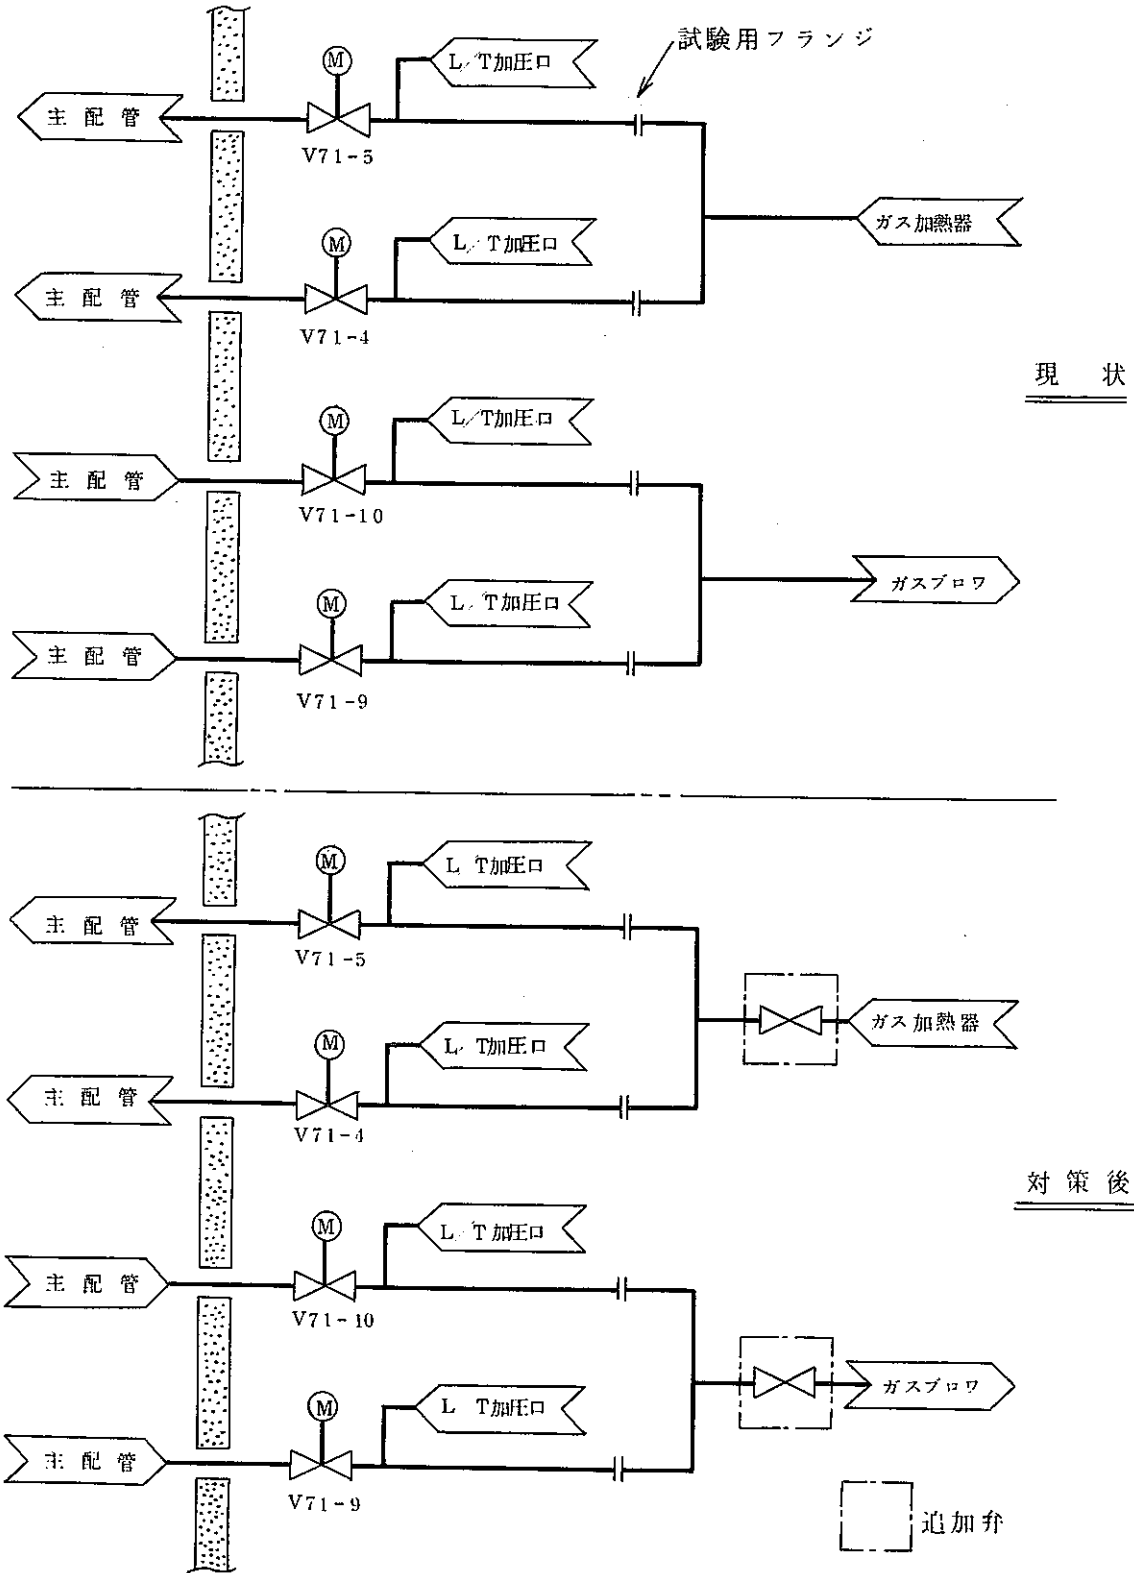 試験用フランジ
M
L/T加圧口
主配管
V71-5
ガス加熱器
M
L/T加圧口
主配管
V71-4
現状
M
L/T加圧口
主配管
V71-10
ガスブロワ
M
L/T加圧口
主配管
V71-9
M
L T加圧口
主配管
V71-5
ガス加熱器
M
L/T加圧口
主配管
V71-4
対策後
M
L/T加圧口
主配管
V71-10
ガスブロワ
M
L T加圧口
主配管
V71-9
追加弁